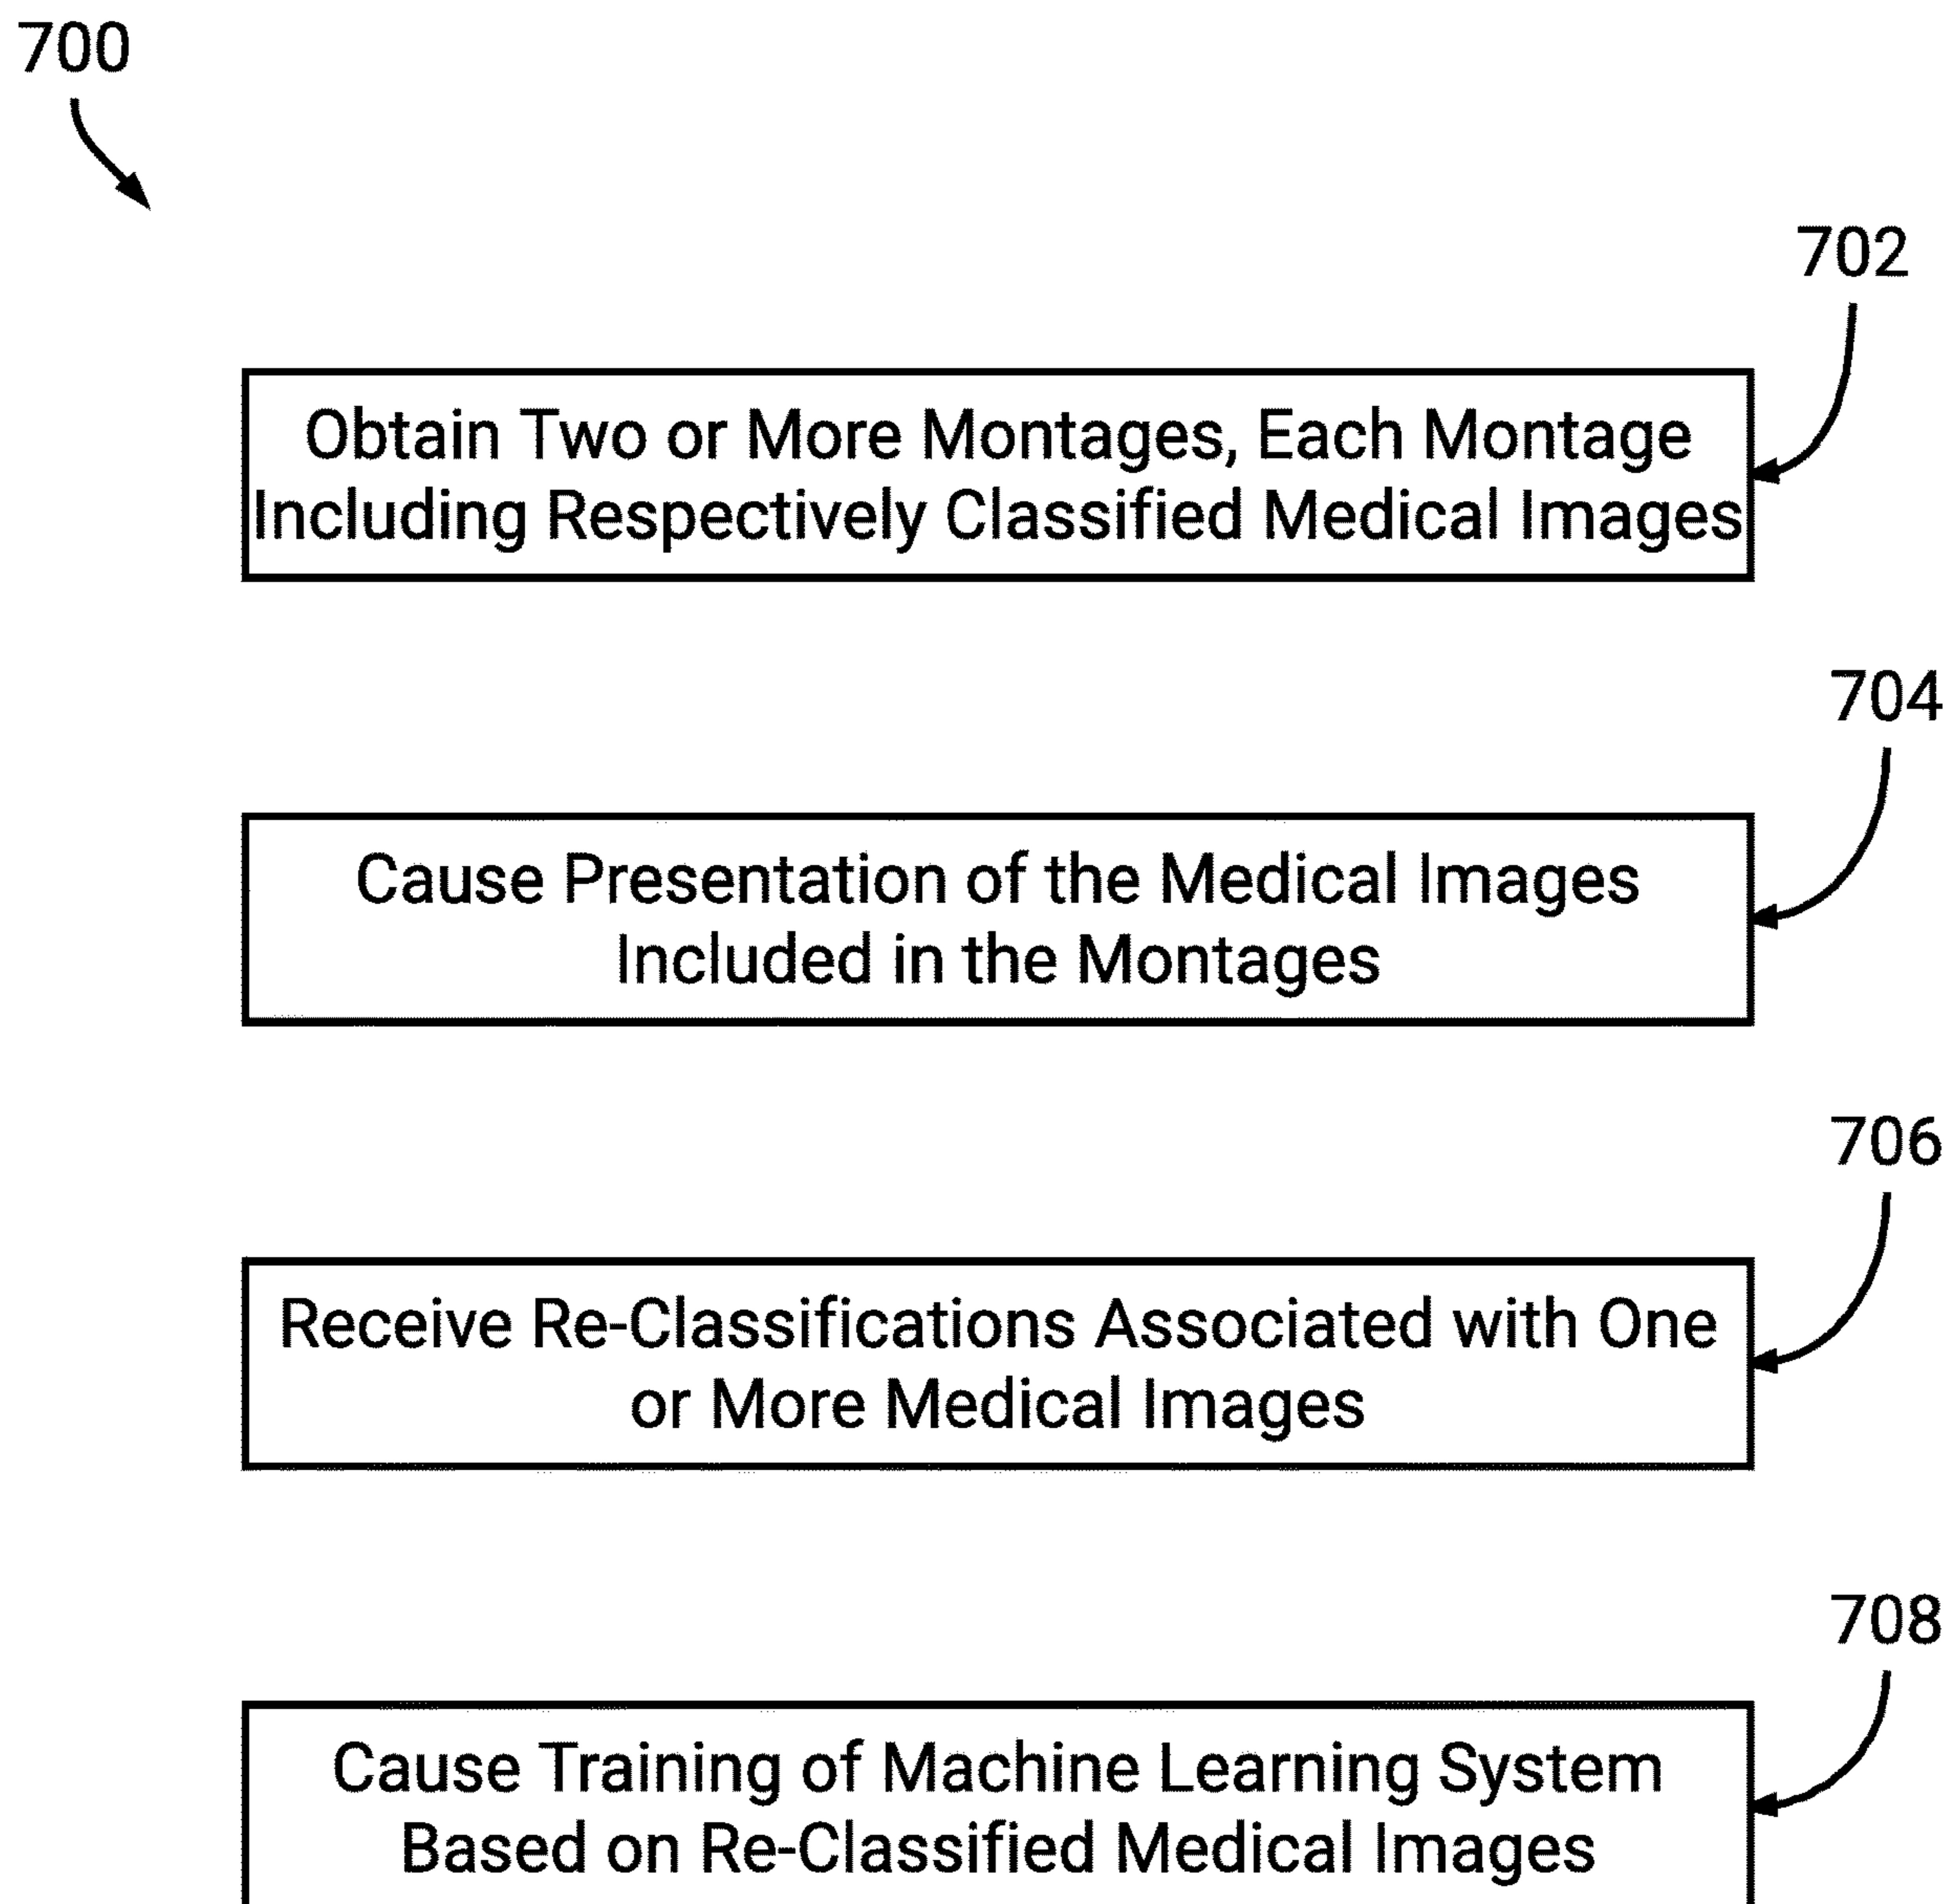 700
702
Obtain Two or More Montages, Each Montage
Including Respectively Classified Medical Images
704
Cause Presentation of the Medical Images
Included in the Montages
706
Receive Re-Classifications Associated with One
or More Medical Images
708
Cause Training of Machine Learning System
Based on Re-Classified Medical Images